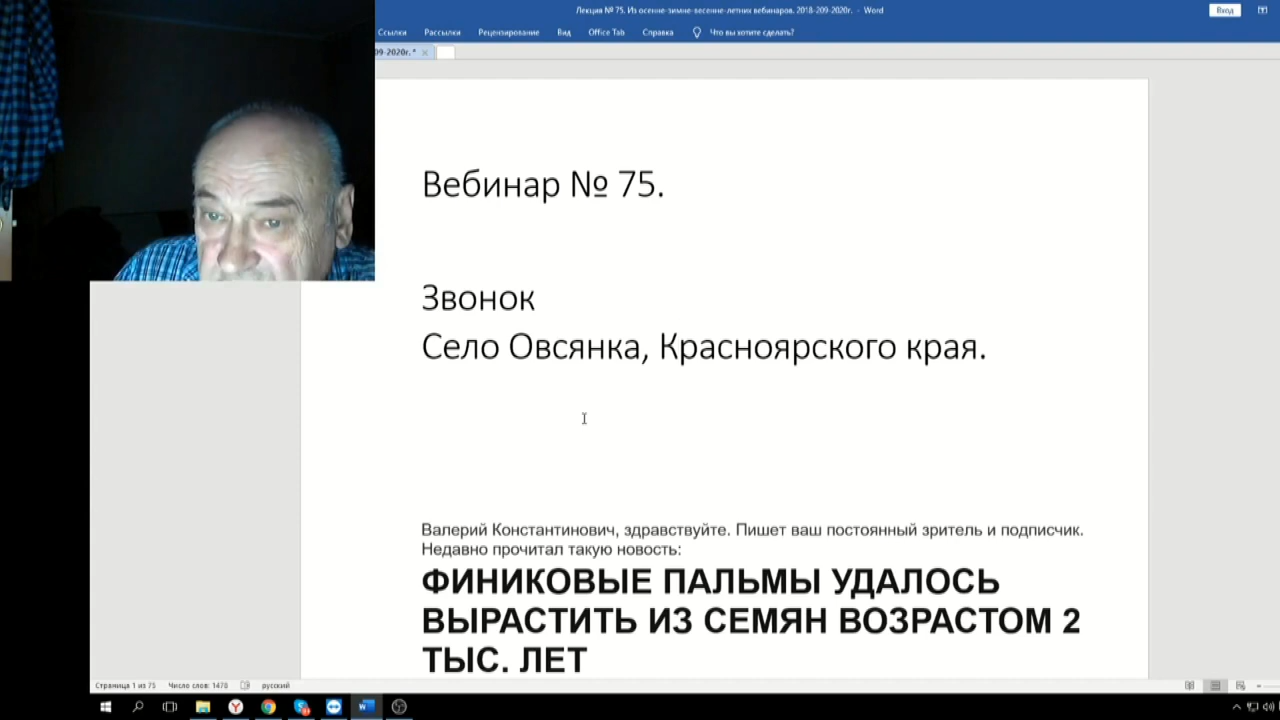 Лекция № 75. Из осенне-зимне-весенне-летних вебинаров. 2018-209-2020г. - Word
Вход
Ссылки Рассылки Рецензирование Вид Office Tab Справка Что вы хотите сделать?
09-2020г. *
Вебинар № 75.
Звонок
Село Овсянка, Красноярского края.
Валерий Константинович, здравствуйте. Пишет ваш постоянный зритель и подписчик.
Недавно прочитал такую новость:
ФИНИКОВЫЕ ПАЛЬМЫ УДАЛОСЬ
ВЫРАСТИТЬ ИЗ СЕМЯН ВОЗРАСТОМ 2
ТЫС. ЛЕТ
Страница 1 из 75 Число слов: 1470 русский